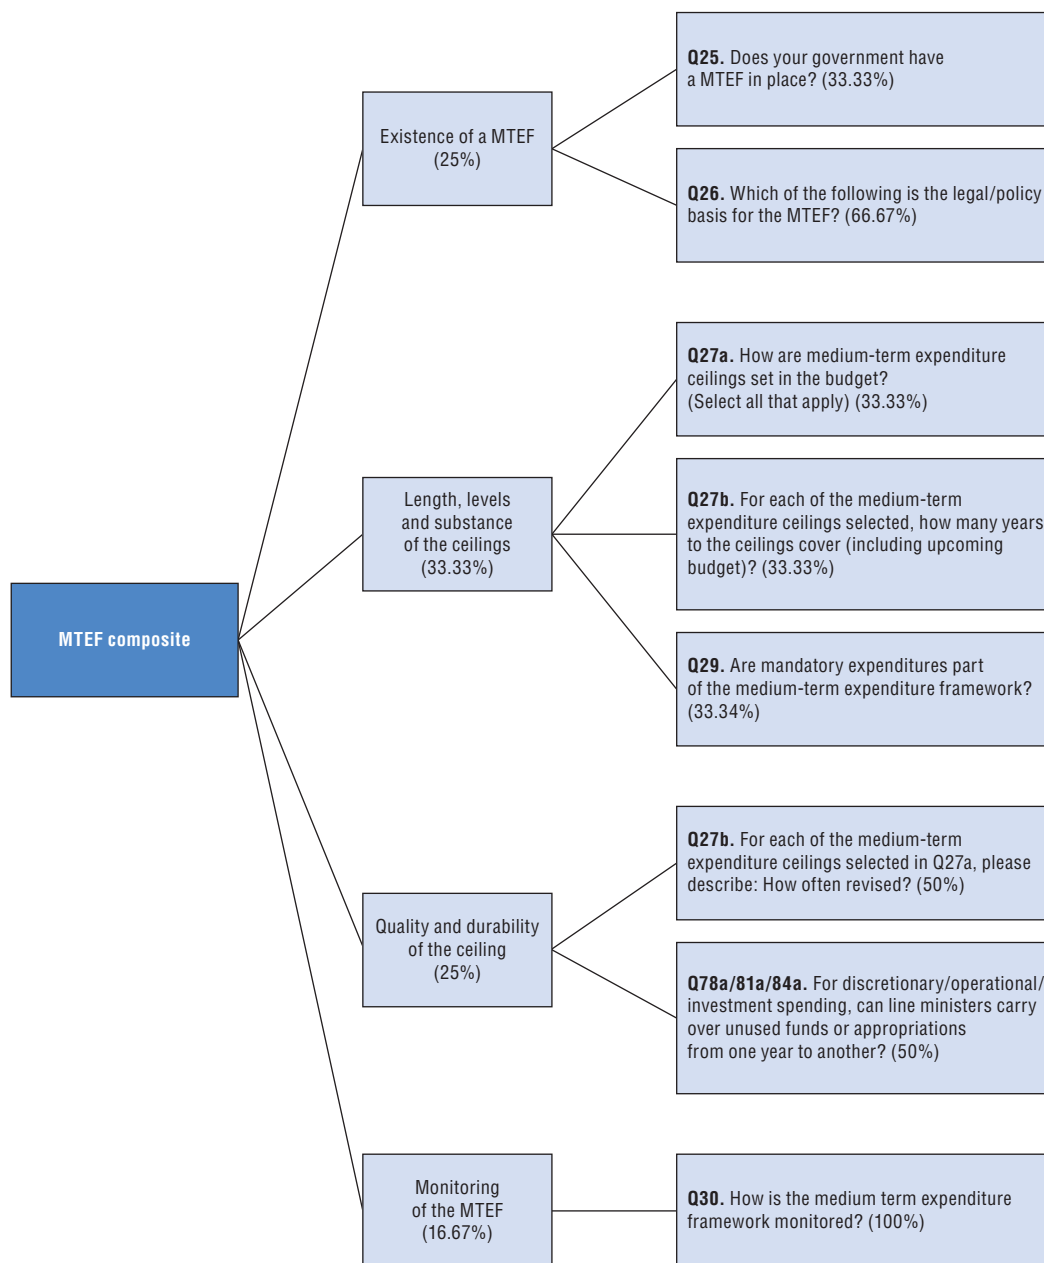 MTEF composite
Existence of a MTEF
(25%)
Q25. Does your government have
a MTEF in place? (33.33%)
Q26. Which of the following is the legal/policy
basis for the MTEF? (66.67%)
Length, levels
and substance
of the ceilings
(33.33%)
Q27a. How are medium-term expenditure
ceilings set in the budget?
(Select all that apply) (33.33%)
Q27b. For each of the medium-term
expenditure ceilings selected, how many years
to the ceilings cover (including upcoming
budget)? (33.33%)
Q29. Are mandatory expenditures part
of the medium-term expenditure framework?
(33.34%)
Quality and durability
of the ceiling
(25%)
Q27b. For each of the medium-term
expenditure ceilings selected in Q27a, please
describe: How often revised? (50%)
Q78a/81a/84a. For discretionary/operational/
investment spending, can line ministers carry
over unused funds or appropriations
from one year to another? (50%)
Monitoring
of the MTEF
(16.67%)
Q30. How is the medium term expenditure
framework monitored? (100%)